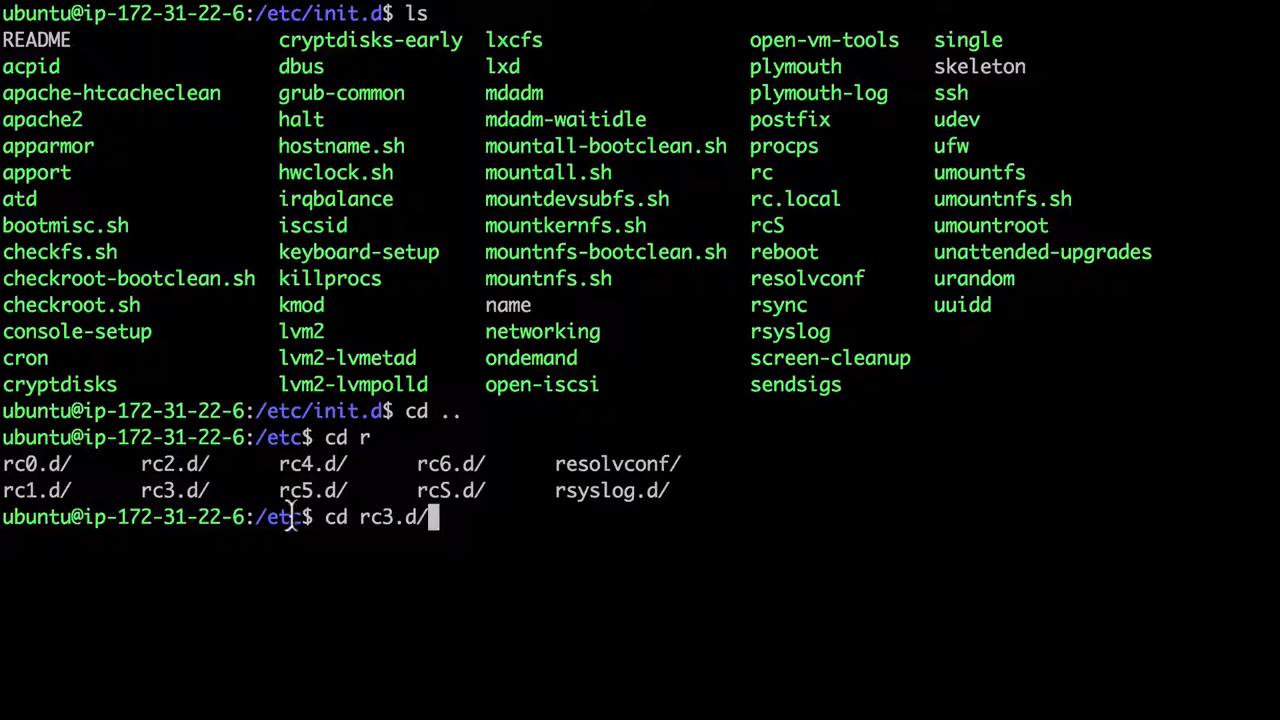 ubuntu@ip-172-31-22-6:/etc/init.d$ ls
README cryptdisks-early lxcfs open-vm-tools single
acpid dbus lxd plymouth skeleton
apache-htcacheclean grub-common mdadm plymouth-log ssh
apache2 halt mdadm-waitidle postfix udev
apparmor hostname.sh mountall-bootclean.sh procps ufw
apport hwclock.sh mountall.sh rc umountfs
atd irqbalance mountdevsubfs.sh rc.local umountnfs.sh
bootmisc.sh iscsid mountkernfs.sh rcS umountroot
checkfs.sh keyboard-setup mountnfs-bootclean.sh reboot unattended-upgrades
checkroot-bootclean.sh killprocs mountnfs.sh resolvconf urandom
checkroot.sh kmod name rsync uuidd
console-setup lvm2 networking rsyslog
cron lvm2-lvmetad ondemand screen-cleanup
cryptdisks lvm2-lvmpolld open-iscsi sendsigs
ubuntu@ip-172-31-22-6:/etc/init.d$ cd ..
ubuntu@ip-172-31-22-6:/etc$ cd r
rc0.d/ rc2.d/ rc4.d/ rc6.d/ resolvconf/
rc1.d/ rc3.d/ rc5.d/ rcS.d/ rsyslog.d/
ubuntu@ip-172-31-22-6:/etc$ cd rc3.d/